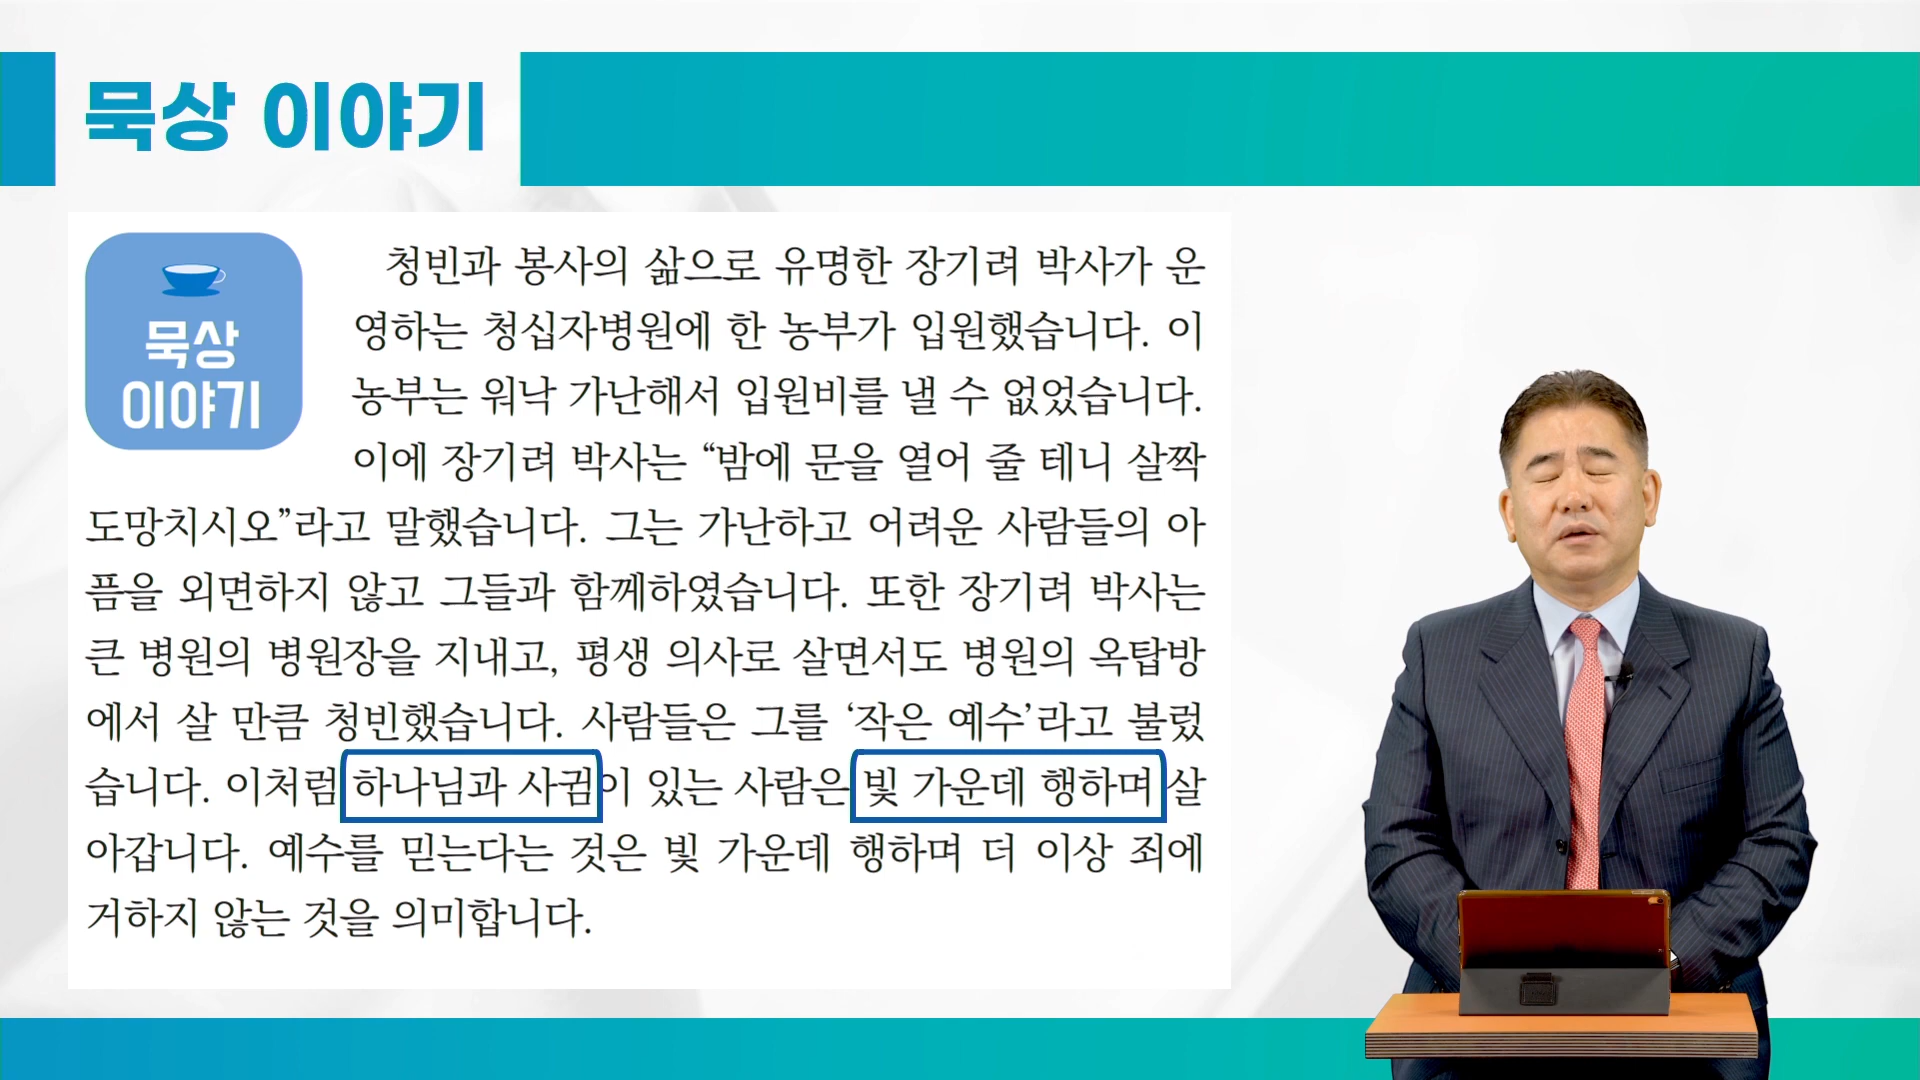 묵상 이야기
묵상
이야기
청빈과 봉사의 삶으로 유명한 장기려 박사가 운
영하는 청십자병원에 한 농부가 입원했습니다. 이
농부는 워낙 가난해서 입원비를 낼 수 없었습니다.
이에 장기려 박사는 “밤에 문을 열어 줄 테니 살짝
도망치시오”라고 말했습니다. 그는 가난하고 어려운 사람들의 아
픔을 외면하지 않고 그들과 함께하였습니다. 또한 장기려 박사는
큰 병원의 병원장을 지내고, 평생 의사로 살면서도 병원의 옥탑방
에서 살 만큼 청빈했습니다. 사람들은 그를 ‘작은 예수’라고 불렀
습니다. 이처럼 하나님과 사귐이 있는 사람은 빛 가운데 행하며 살
아갑니다. 예수를 믿는다는 것은 빛 가운데 행하며 더 이상 죄에
거하지 않는 것을 의미합니다.